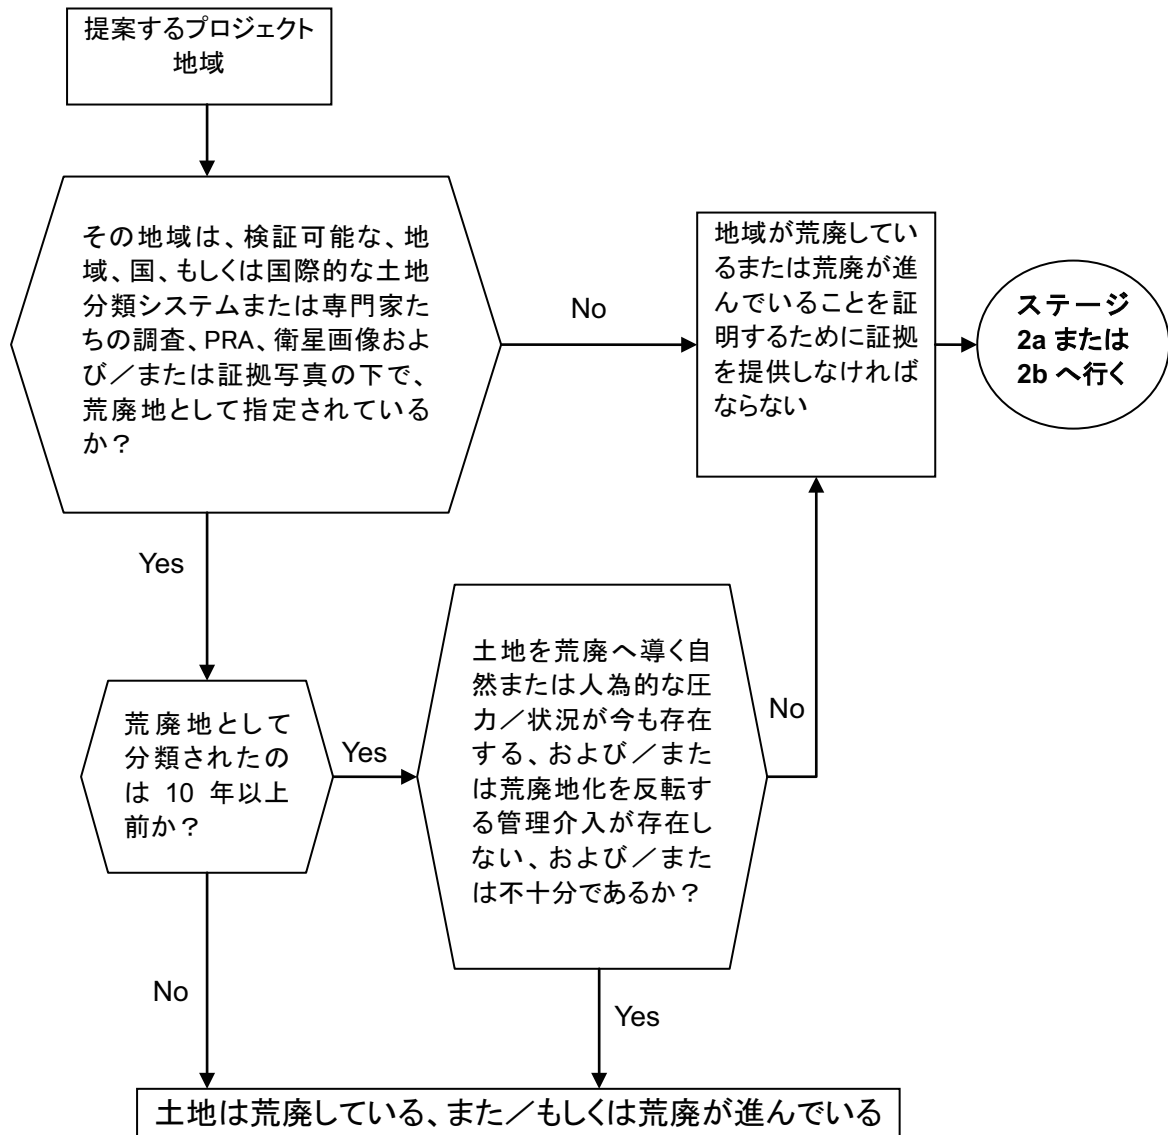 提案するプロジェクト
地域
その地域は、検証可能な、地
域、国、もしくは国際的な土地
分類システムまたは専門家た
ちの調査、PRA、衛星画像およ
び／または証拠写真の下で、
荒廃地として指定されている
か？
No
地域が荒廃してい
るまたは荒廃が進
んでいることを証
明するために証拠
を提供しなければ
ならない
ステージ
2a または
2b へ行く
Yes
荒廃地として
分類されたの
は 10 年以上
前か？
Yes
土地を荒廃へ導く自
然または人為的な圧
力／状況が今も存在
する、および／また
は荒廃地化を反転す
る管理介入が存在し
ない、および／また
は不十分であるか？
No
No
Yes
土地は荒廃している、また／もしくは荒廃が進んでいる